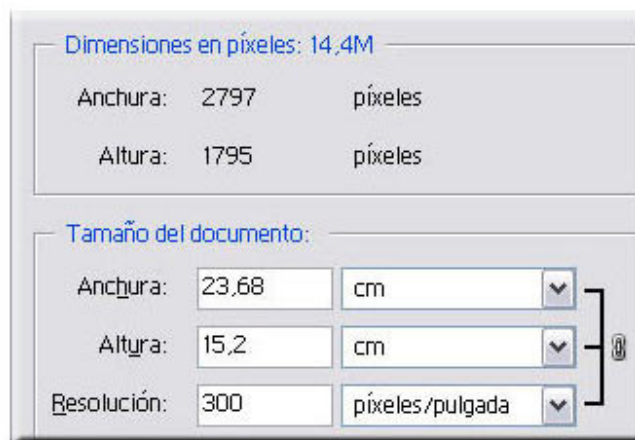 Dimensiones en píxeles: 14,4M
Anchura: 2797 píxeles
Altura: 1795 píxeles
Tamaño del documento:
Anchura: 23,68 cm
Altura: 15,2 cm
Resolución: 300 píxeles/pulgada